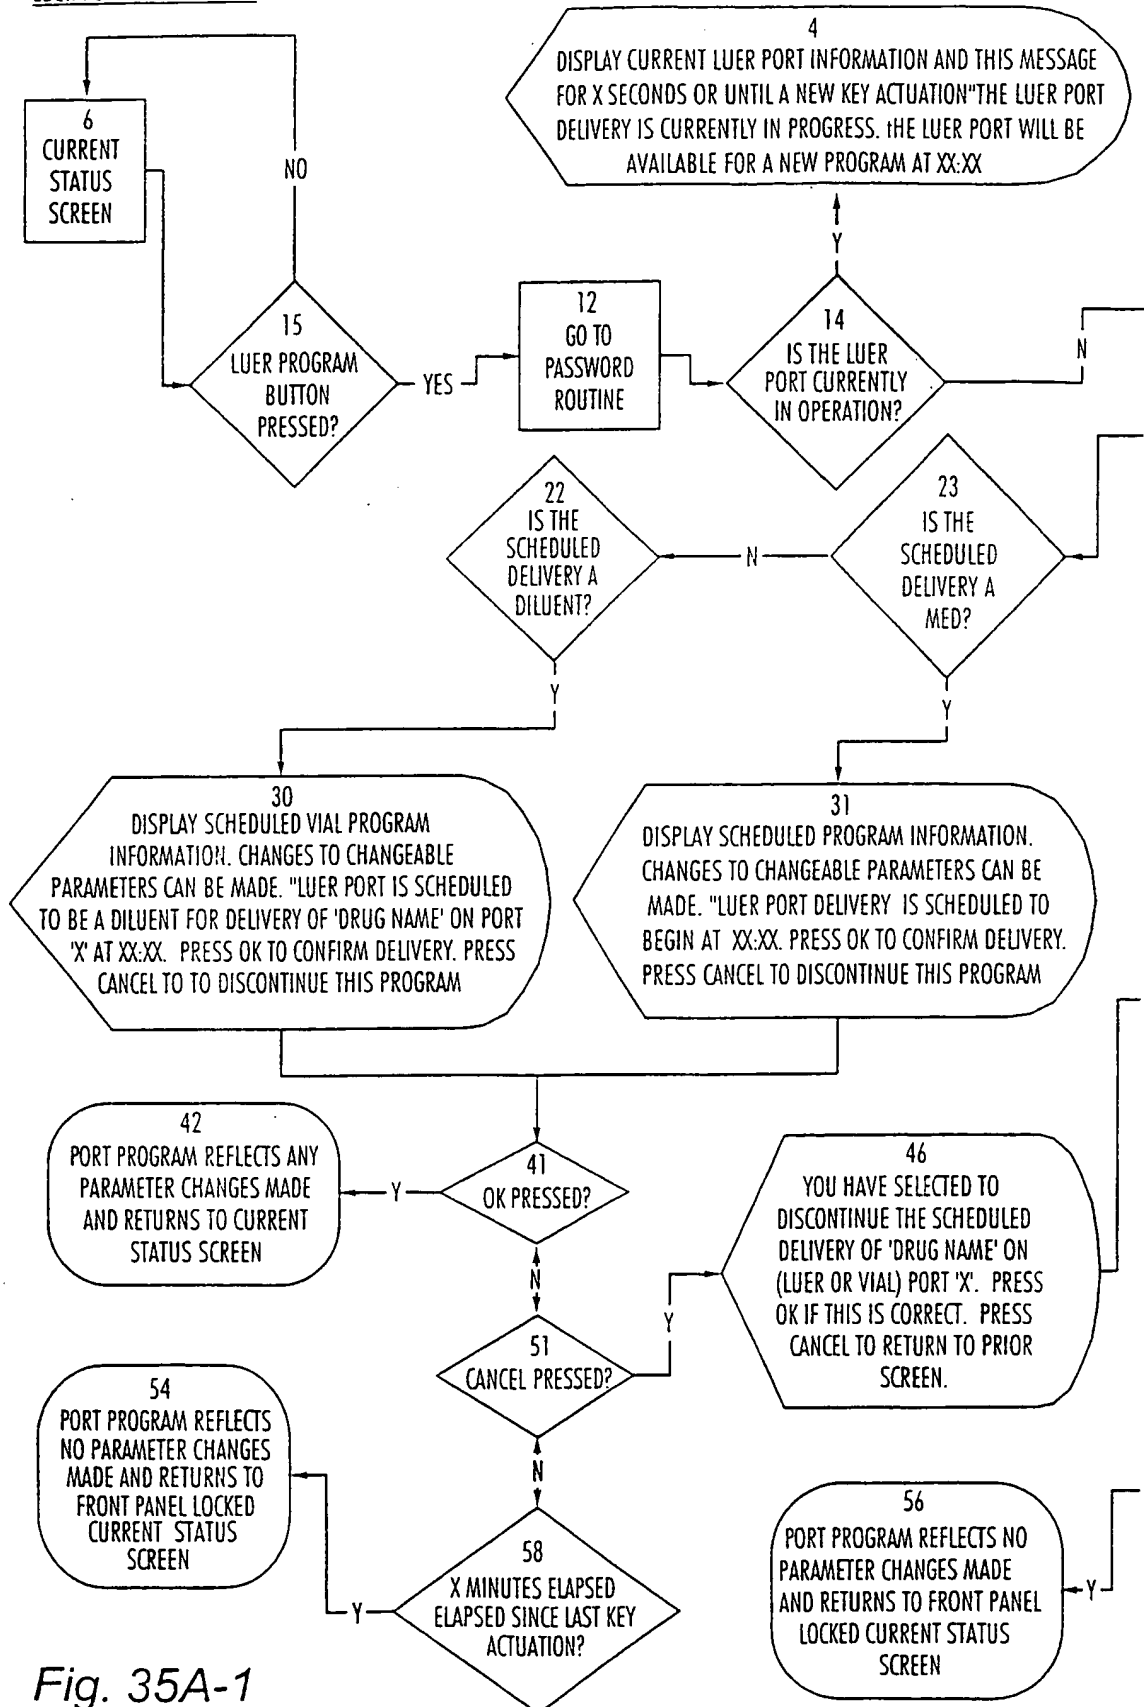 4
DISPLAY CURRENT LUER PORT INFORMATION AND THIS MESSAGE
FOR X SECONDS OR UNTIL A NEW KEY ACTUATION"THE LUER PORT
DELIVERY IS CURRENTLY IN PROGRESS. tHE LUER PORT WILL BE
AVAILABLE FOR A NEW PROGRAM AT XX:XX
6
CURRENT
STATUS
SCREEN
NO
Y
15
LUER PROGRAM
BUTTON
PRESSED?
YES
12
GO TO
PASSWORD
ROUTINE
14
IS THE LUER
PORT CURRENTLY
IN OPERATION?
N
22
IS THE
SCHEDULED
DELIVERY A
DILUENT?
N
23
IS THE
SCHEDULED
DELIVERY A
MED?
Y
Y
30
DISPLAY SCHEDULED VIAL PROGRAM
INFORMATION. CHANGES TO CHANGEABLE
PARAMETERS CAN BE MADE. "LUER PORT IS SCHEDULED
TO BE A DILUENT FOR DELIVERY OF 'DRUG NAME' ON PORT
'X' AT XX:XX. PRESS OK TO CONFIRM DELIVERY. PRESS
CANCEL TO TO DISCONTINUE THIS PROGRAM
31
DISPLAY SCHEDULED PROGRAM INFORMATION.
CHANGES TO CHANGEABLE PARAMETERS CAN BE
MADE. "LUER PORT DELIVERY IS SCHEDULED TO
BEGIN AT XX:XX. PRESS OK TO CONFIRM DELIVERY.
PRESS CANCEL TO DISCONTINUE THIS PROGRAM
42
PORT PROGRAM REFLECTS ANY
PARAMETER CHANGES MADE
AND RETURNS TO CURRENT
STATUS SCREEN
Y
41
OK PRESSED?
N
46
YOU HAVE SELECTED TO
DISCONTINUE THE SCHEDULED
DELIVERY OF 'DRUG NAME' ON
(LUER OR VIAL) PORT 'X'. PRESS
OK IF THIS IS CORRECT. PRESS
CANCEL TO RETURN TO PRIOR
SCREEN.
51
CANCEL PRESSED?
Y
N
54
PORT PROGRAM REFLECTS
NO PARAMETER CHANGES
MADE AND RETURNS TO
FRONT PANEL LOCKED
CURRENT STATUS
SCREEN
58
X MINUTES ELAPSED
ELAPSED SINCE LAST KEY
ACTUATION?
Y
56
PORT PROGRAM REFLECTS NO
PARAMETER CHANGES MADE
AND RETURNS TO FRONT PANEL
LOCKED CURRENT STATUS
SCREEN
Y
Fig. 35A-1